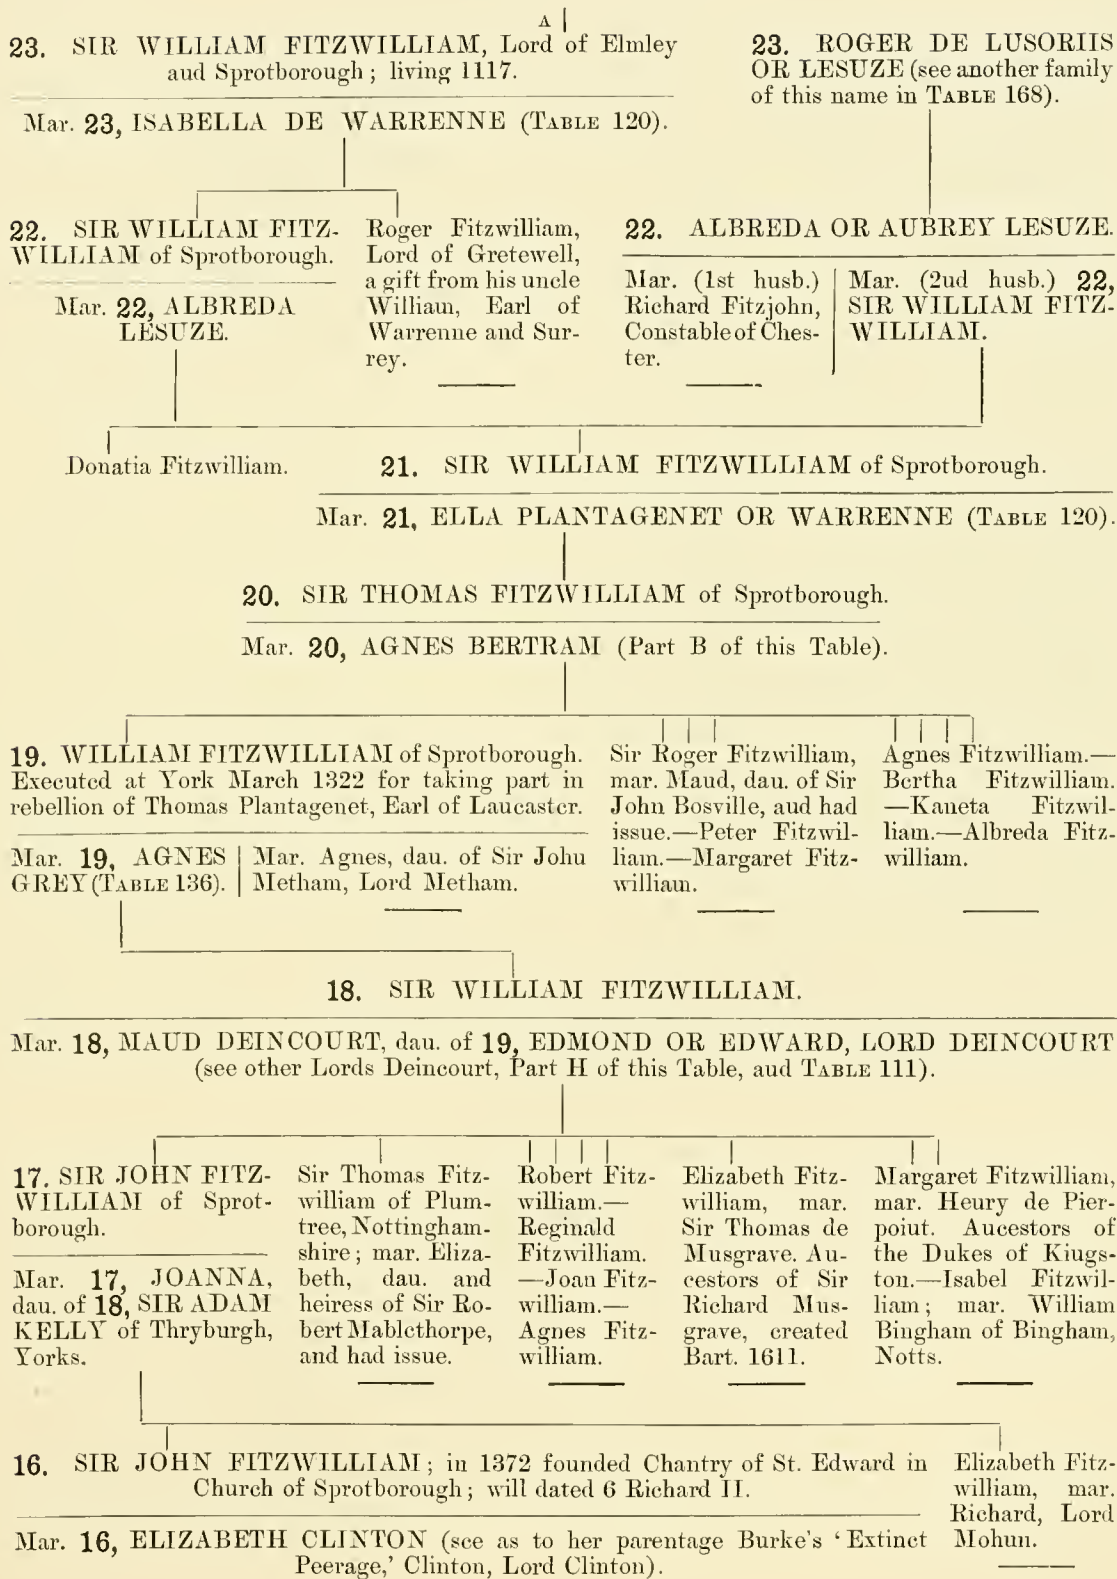 A
23. SIR WILLIAM FITZWILLIAM, Lord of Elmley
aud Sprotborough ; living 1117.
Mar. 23, ISABELLA DE WARRENNE (TABLE 120).
23. ROGER DE LUSORIIS
OR LESUZE (see another family
of this name in TABLE 168).
22. SIR WILLIAM FITZ-
WILLIAM of Sprotborough.
Mar. 22, ALBREDA
LESUZE.
Roger Fitzwilliam,
Lord of Gretewell,
a gift from his uncle
William, Earl of
Warrenne and Sur-
rey.
22. ALBREDA OR AUBREY LESUZE.
Mar. (1st husb.)
Richard Fitzjohn,
Constable of Ches-
ter.
Mar. (2ud husb.) 22,
SIR WILLIAM FITZ-
WILLIAM.
Donatia Fitzwilliam.
21. SIR WILLIAM FITZWILLIAM of Sprotborough.
Mar. 21, ELLA PLANTAGENET OR WARRENNE (TABLE 120).
20. SIR THOMAS FITZWILLIAM of Sprotborough.
Mar. 20, AGNES BERTRAM (Part B of this Table).
19. WILLIAM FITZWILLIAM of Sprotborough.
Executed at York March 1322 for taking part in
rebellion of Thomas Plantagenet, Earl of Laucaster.
Mar. 19, AGNES
GREY (TABLE 136).
Mar. Agnes, dau. of Sir Johu
Metham, Lord Metham.
Sir Roger Fitzwilliam,
mar. Maud, dau. of Sir
John Bosville, aud had
issue.—Peter Fitzwil-
liam.—Margaret Fitz-
william.
Agnes Fitzwilliam.—
Bertha Fitzwilliam.
—Kaneta Fitzwil-
liam.—Albreda Fitz-
william.
18. SIR WILLIAM FITZWILLIAM.
Mar. 18, MAUD DEINCOURT, dau. of 19, EDMOND OR EDWARD, LORD DEINCOURT
(see other Lords Deincourt, Part H of this Table, aud TABLE 111).
17. SIR JOHN FITZ-
WILLIAM of Sprot-
borough.
Mar. 17, JOANNA,
dau. of 18, SIR ADAM
KELLY of Thryburgh,
Yorks.
Sir Thomas Fitz-
william of Plum-
tree, Nottingham-
shire ; mar. Eliza-
beth, dau. and
heiress of Sir Ro-
bert Mablethorpe,
and had issue.
Robert Fitz-
william.—
Reginald
Fitzwilliam.
—Joan Fitz-
william.—
Agnes Fitz-
william.
Elizabeth Fitz-
william, mar.
Sir Thomas de
Musgrave. Au-
cestors of Sir
Richard Mus-
grave, created
Bart. 1611.
Margaret Fitzwilliam,
mar. Heury de Pier-
poiut. Aucestors of
the Dukes of Kiugs-
ton.—Isabel Fitzwil-
liam ; mar. William
Bingham of Bingham,
Notts.
16. SIR JOHN FITZWILLIAM ; in 1372 founded Chantry of St. Edward in
Church of Sprotborough ; will dated 6 Richard II.
Mar. 16, ELIZABETH CLINTON (see as to her parentage Burke's 'Extinct
Peerage,' Clinton, Lord Clinton).
Elizabeth Fitz-
william, mar.
Richard, Lord
Mohun.